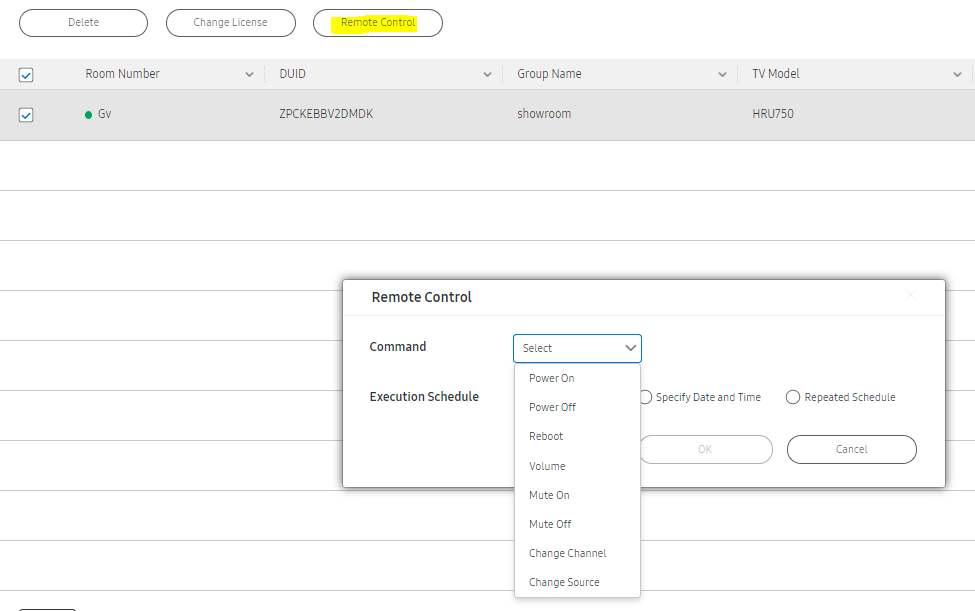 Delete Change License Remote Control
Room Number DUID Group Name TV Model
Gv ZPCKEBBV2DMDK showroom HRU750
Remote Control
Command Select
Power On
Execution Schedule Specify Date and Time Repeated Schedule
Power Off
Reboot
OK Cancel
Volume
Mute On
Mute Off
Change Channel
Change Source